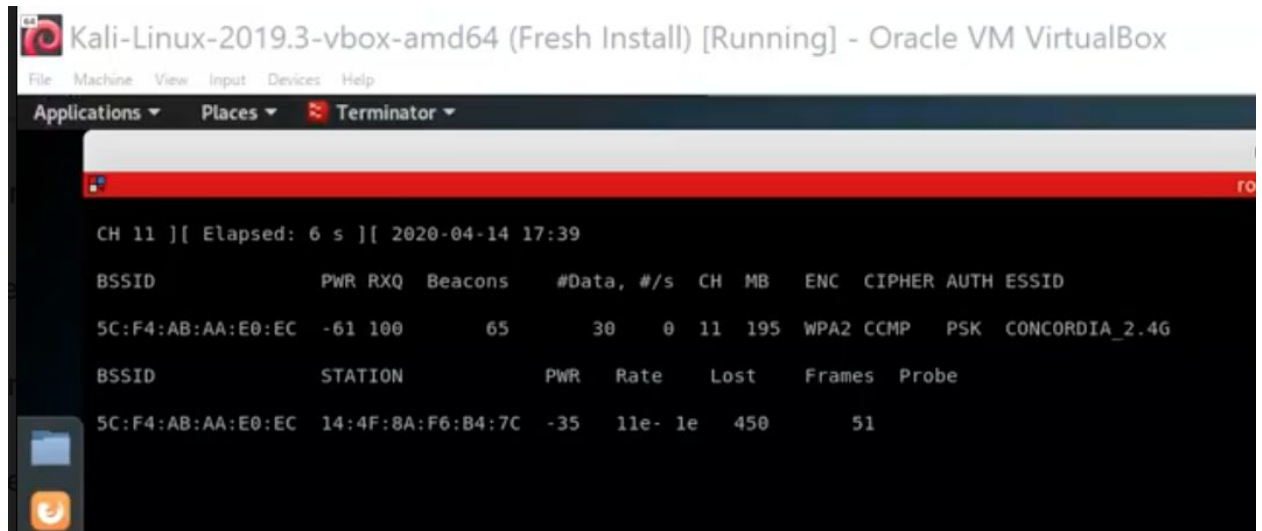 64
Kali-Linux-2019.3-vbox-amd64 (Fresh Install) [Running] - Oracle VM VirtualBox
File Machine View Input Devices Help
Applications Places Terminator
ro
CH 11 ][ Elapsed: 6 s ][ 2020-04-14 17:39
BSSID PWR RXQ Beacons #Data, #/s CH MB ENC CIPHER AUTH ESSID
5C:F4:AB:AA:E0:EC -61 100 65 30 0 11 195 WPA2 CCMP PSK CONCORDIA_2.4G
BSSID STATION PWR Rate Lost Frames Probe
5C:F4:AB:AA:E0:EC 14:4F:8A:F6:B4:7C -35 11e- 1e 450 51